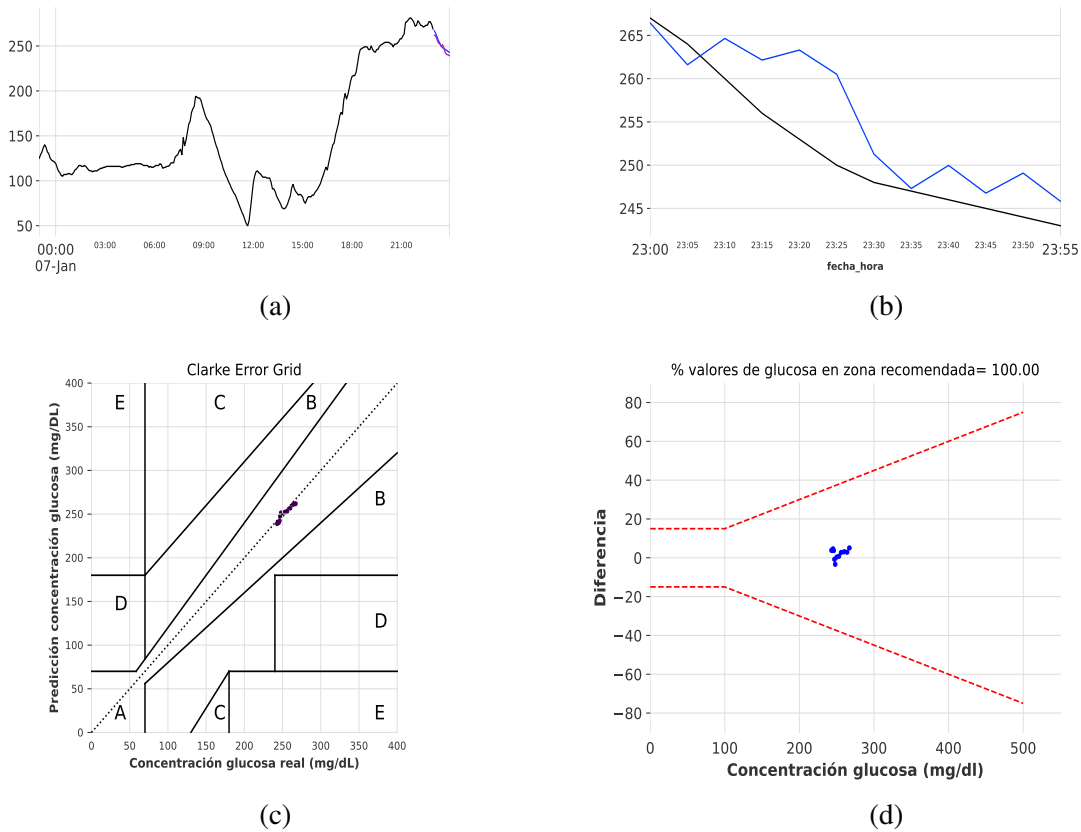 250
200
150
100
50
00:00 03:00 06:00 09:00 12:00 15:00 18:00 21:00
07-Jan
(a)
265
260
255
250
245
23:00 23:05 23:10 23:15 23:20 23:25 23:30 23:35 23:40 23:45 23:50 23:55
fecha_hora
(b)
Clarke Error Grid
Predicción concentración glucosa (mg/DL)
400
350
300
250
200
150
100
50
0
E C B
B
D
D
A C E
0 50 100 150 200 250 300 350 400
Concentración glucosa real (mg/dL)
(c)
% valores de glucosa en zona recomendada= 100.00
Diferencia
80
60
40
20
0
−20
−40
−60
−80
0 100 200 300 400 500
Concentración glucosa (mg/dl)
(d)